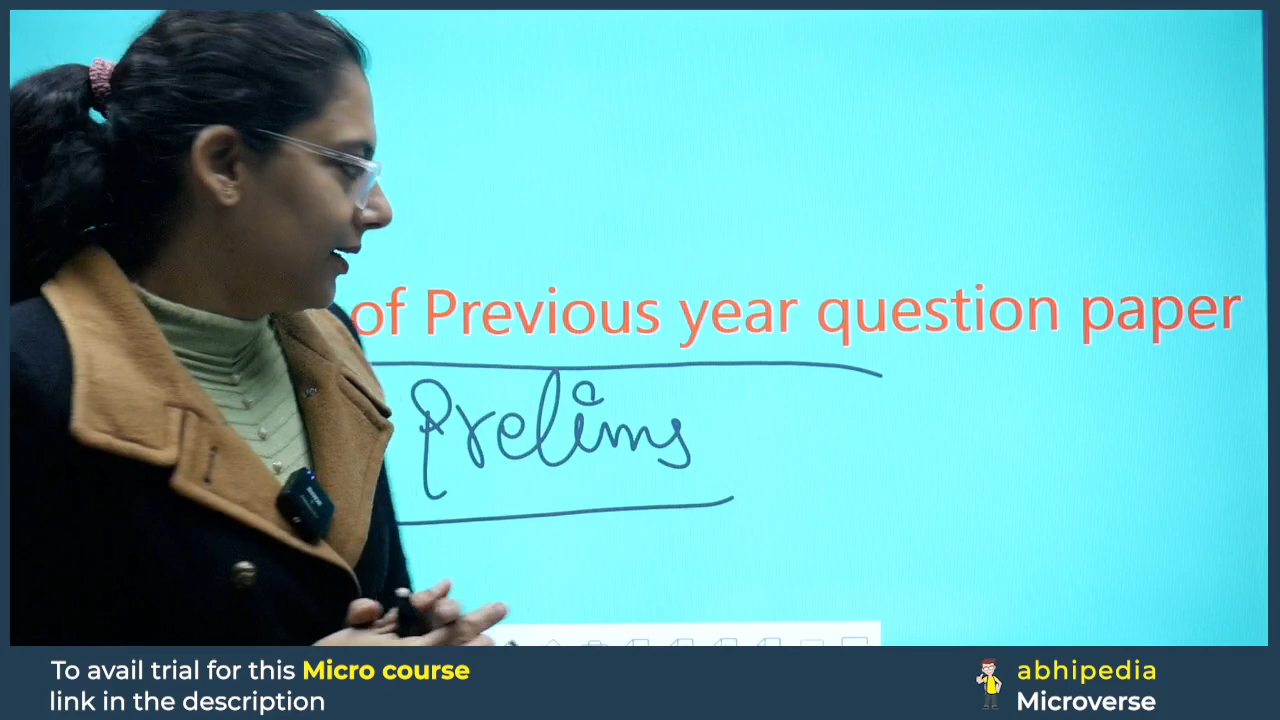 of Previous year question paper
Prelims
To avail trial for this Micro course
link in the description
abhipedia
Microverse